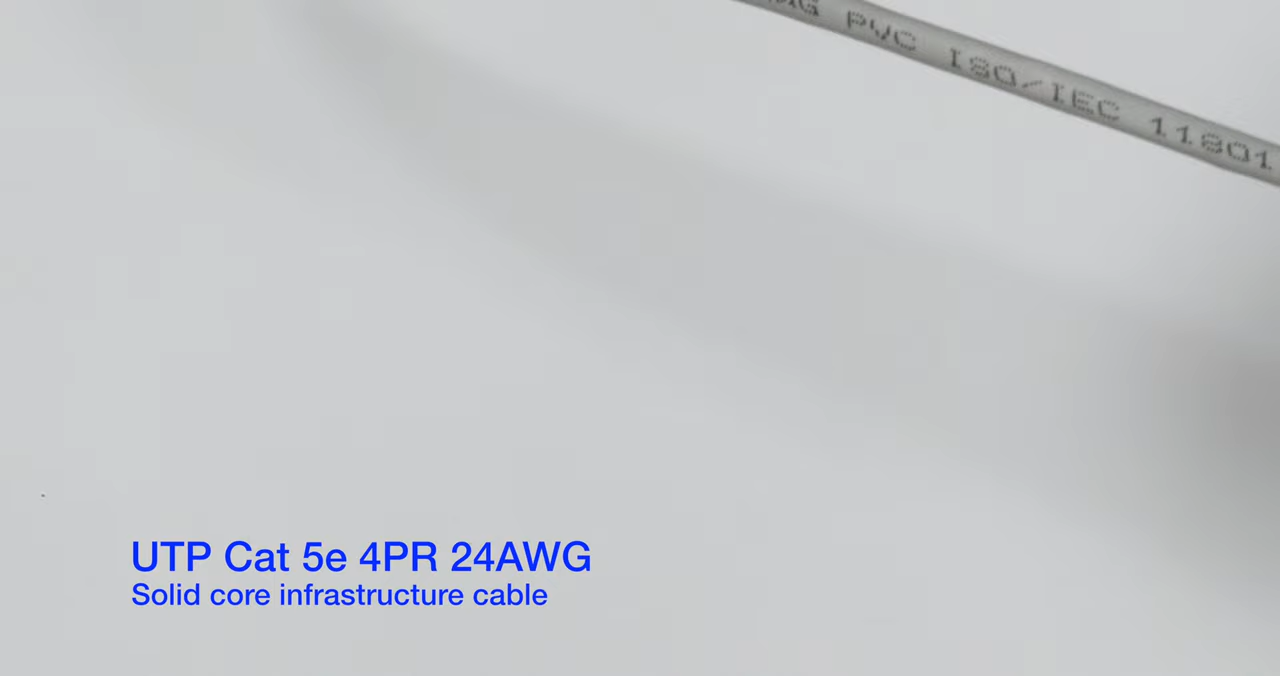 PVC ISO/IEC 11801
UTP Cat 5e 4PR 24AWG
Solid core infrastructure cable